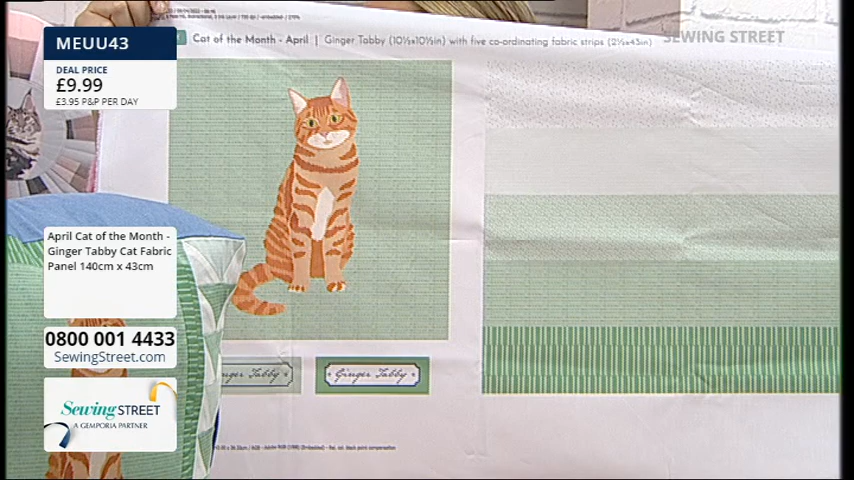 MEUU43
DEAL PRICE
£9.99
£3.95 P&P PER DAY
Cat of the Month - April | Ginger Tabby (10½x10½in) with five co-ordinating fabric strips (2½x43in)
SEWING STREET
April Cat of the Month -
Ginger Tabby Cat Fabric
Panel 140cm x 43cm
0800 001 4433
SewingStreet.com
Sewing STREET
A GEMPORIA PARTNER
Ginger Tabby
Ginger Tabby